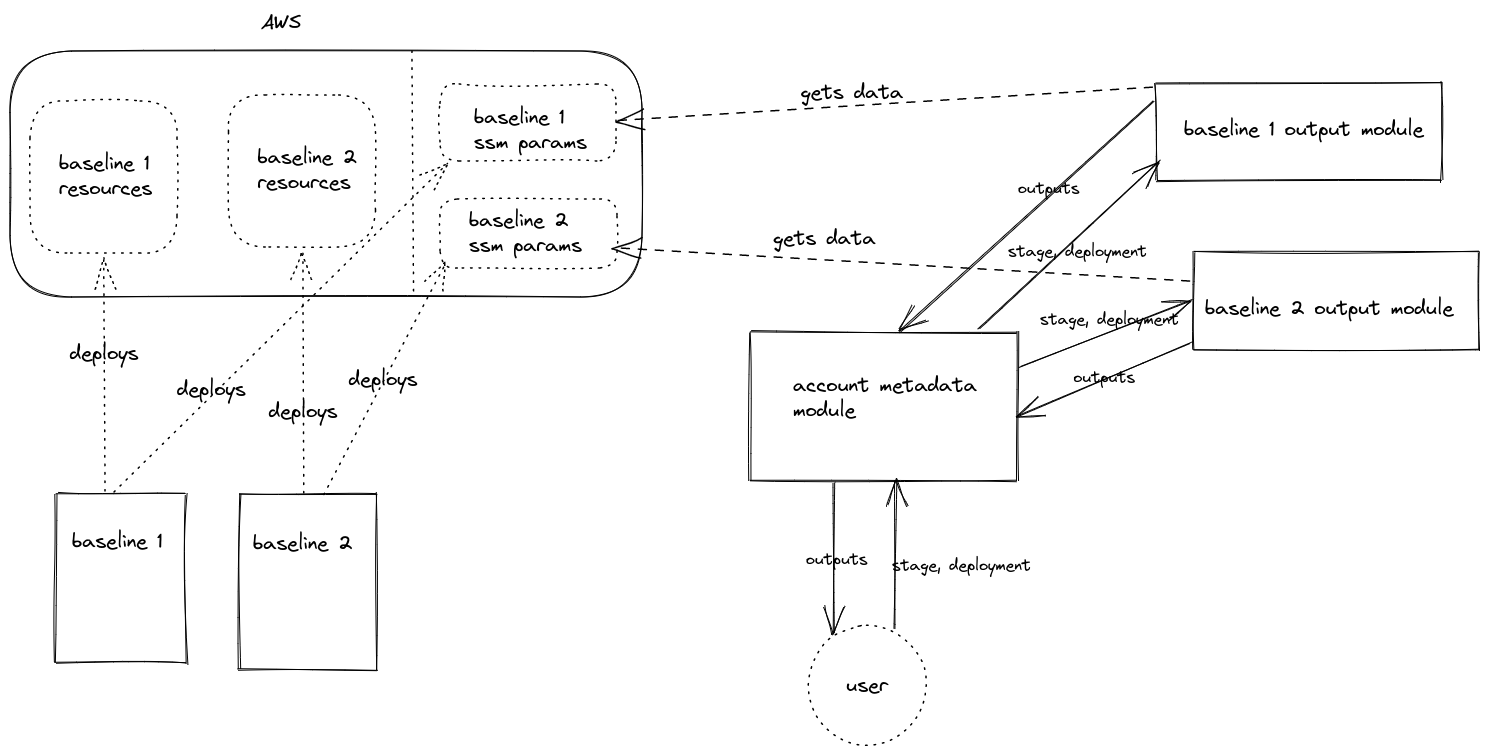 AWS
baseline 1
resources
baseline 2
resources
baseline 1
ssm params
baseline 2
ssm params
gets data
gets data
baseline 1 output module
outputs
stage, deployment
baseline 2 output module
stage, deployment
outputs
deploys
deploys
deploys
deploys
account metadata
module
baseline 1
baseline 2
outputs
stage, deployment
user